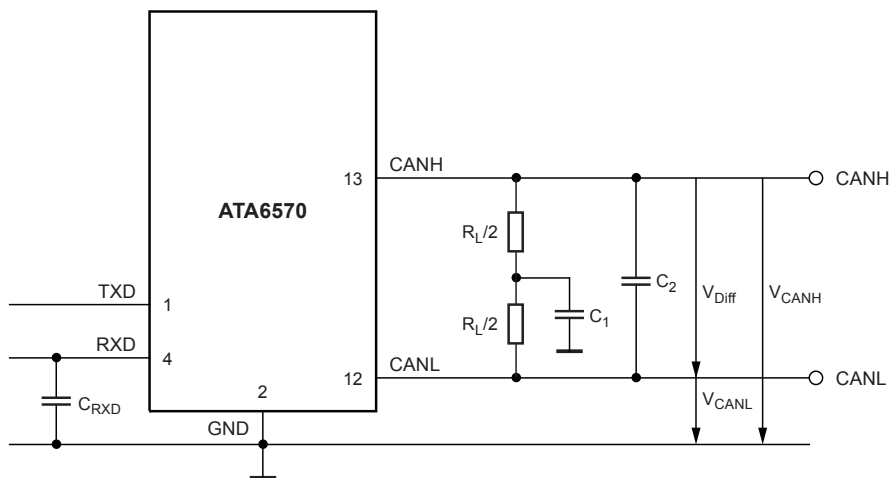 CANH
13
CANH
ATA6570
R_L/2
C_2
V_Diff
V_CANH
TXD
1
R_L/2
C_1
RXD
4
CANL
12
CANL
2
V_CANL
C_RXD
GND